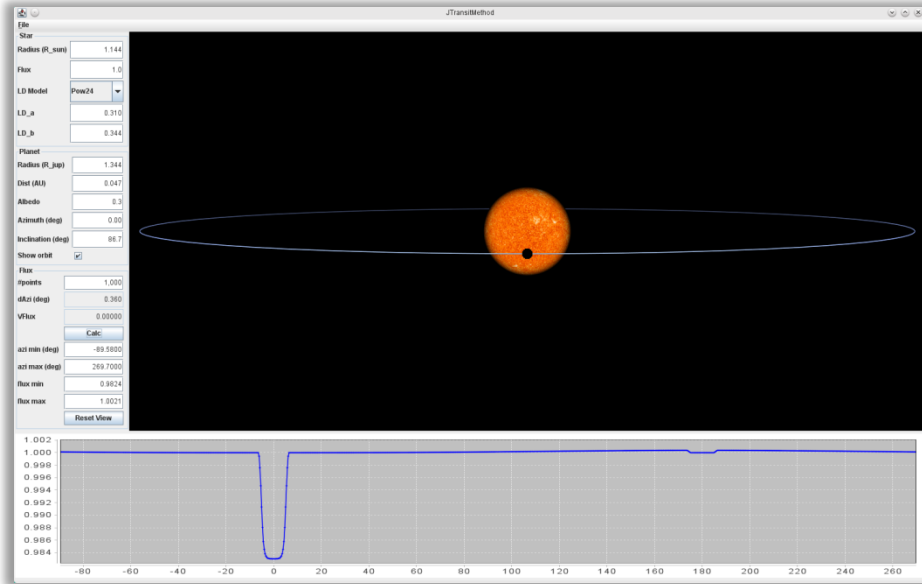 JTransitMethod
File
Star
Radius (R_sun) 1.144
Flux 1.0
LD Model Pow24
LD_a 0.310
LD_b 0.344
Planet
Radius (R_jup) 1.344
Dist (AU) 0.047
Albedo 0.3
Azimuth (deg) 0.00
Inclination (deg) 86.7
Show orbit
Flux
#points 1,000
dAzi (deg) 0.360
VFlux 0.00000
Calc
azi min (deg) -89.5800
azi max (deg) 269.7000
flux min 0.9824
flux max 1.0021
Reset View
1.002
1.000
0.998
0.996
0.994
0.992
0.990
0.988
0.986
0.984
-80 -60 -40 -20 0 20 40 60 80 100 120 140 160 180 200 220 240 260